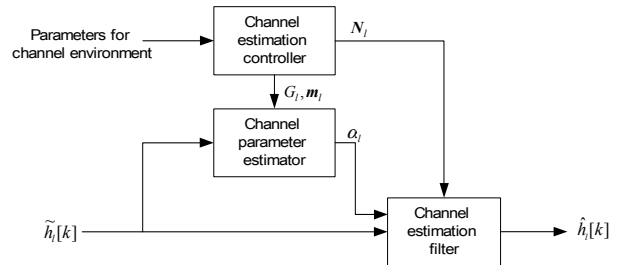 Parameters for
channel environment
Channel
estimation
controller
N_l
G_l, m_l
Channel
parameter
estimator
α_l
h̃_l[k]
Channel
estimation
filter
ĥ_l[k]